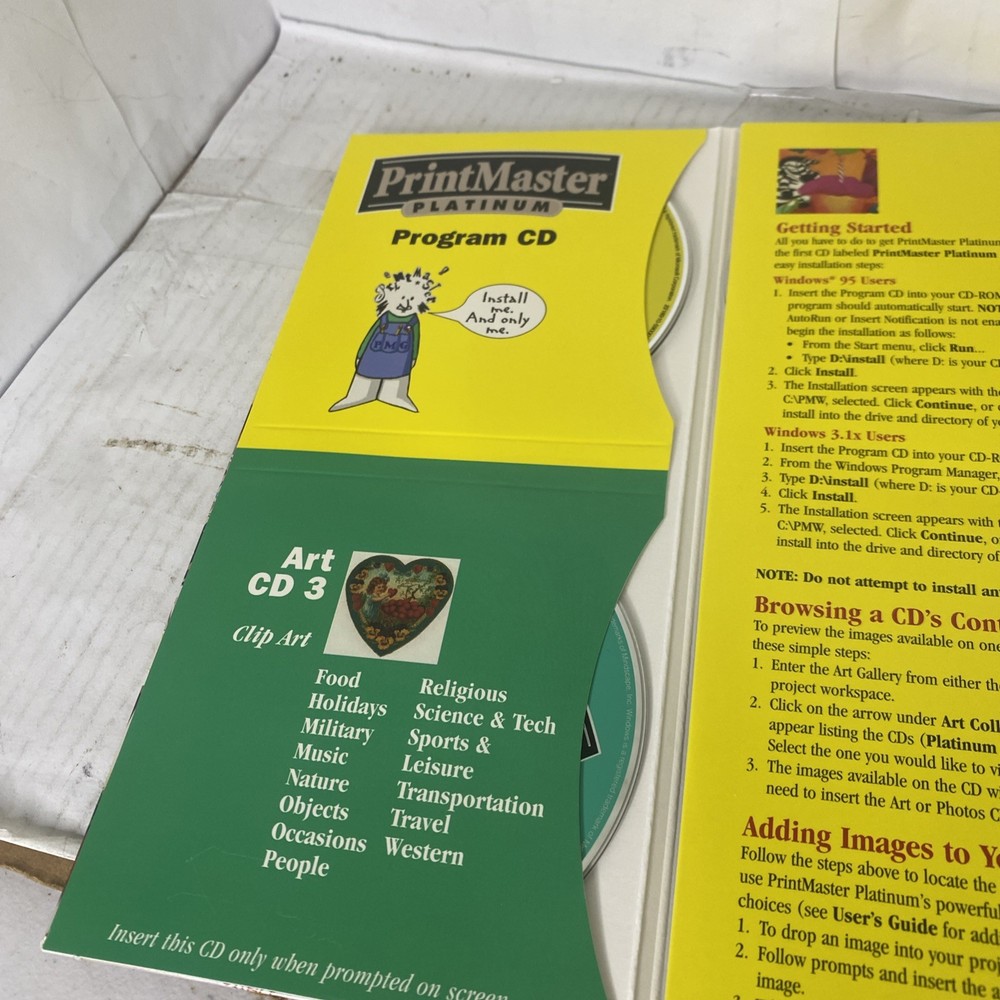 PrintMaster
PLATINUM
Program CD
Install
me.
And only
me.
PMG
Art
CD 3
Clip Art
Food
Holidays
Military
Music
Nature
Objects
Occasions
People
Religious
Science & Tech
Sports &
Leisure
Transportation
Travel
Western
Insert this CD only when prompted on screen
Getting Started
All you have to do to get PrintMaster Platinum
the first CD labeled PrintMaster Platinum
easy installation steps:
Windows® 95 Users
1. Insert the Program CD into your CD-ROM
program should automatically start. NOT
AutoRun or Insert Notification is not ena
begin the installation as follows:
• From the Start menu, click Run...
• Type D:\install (where D: is your CD
2. Click Install.
3. The Installation screen appears with the
C:\PMW, selected. Click Continue, or
install into the drive and directory of yo
Windows 3.1x Users
1. Insert the Program CD into your CD-R
2. From the Windows Program Manager,
3. Type D:\install (where D: is your CD-
4. Click Install.
5. The Installation screen appears with t
C:\PMW, selected. Click Continue, o
install into the drive and directory of
NOTE: Do not attempt to install an
Browsing a CD's Cont
To preview the images available on one
these simple steps:
1. Enter the Art Gallery from either the
project workspace.
2. Click on the arrow under Art Coll
appear listing the CDs (Platinum
Select the one you would like to vi
3. The images available on the CD wi
need to insert the Art or Photos C
Adding Images to Yo
Follow the steps above to locate the
use PrintMaster Platinum's powerful
choices (see User's Guide for addi
1. To drop an image into your proj
2. Follow prompts and insert the a
image.